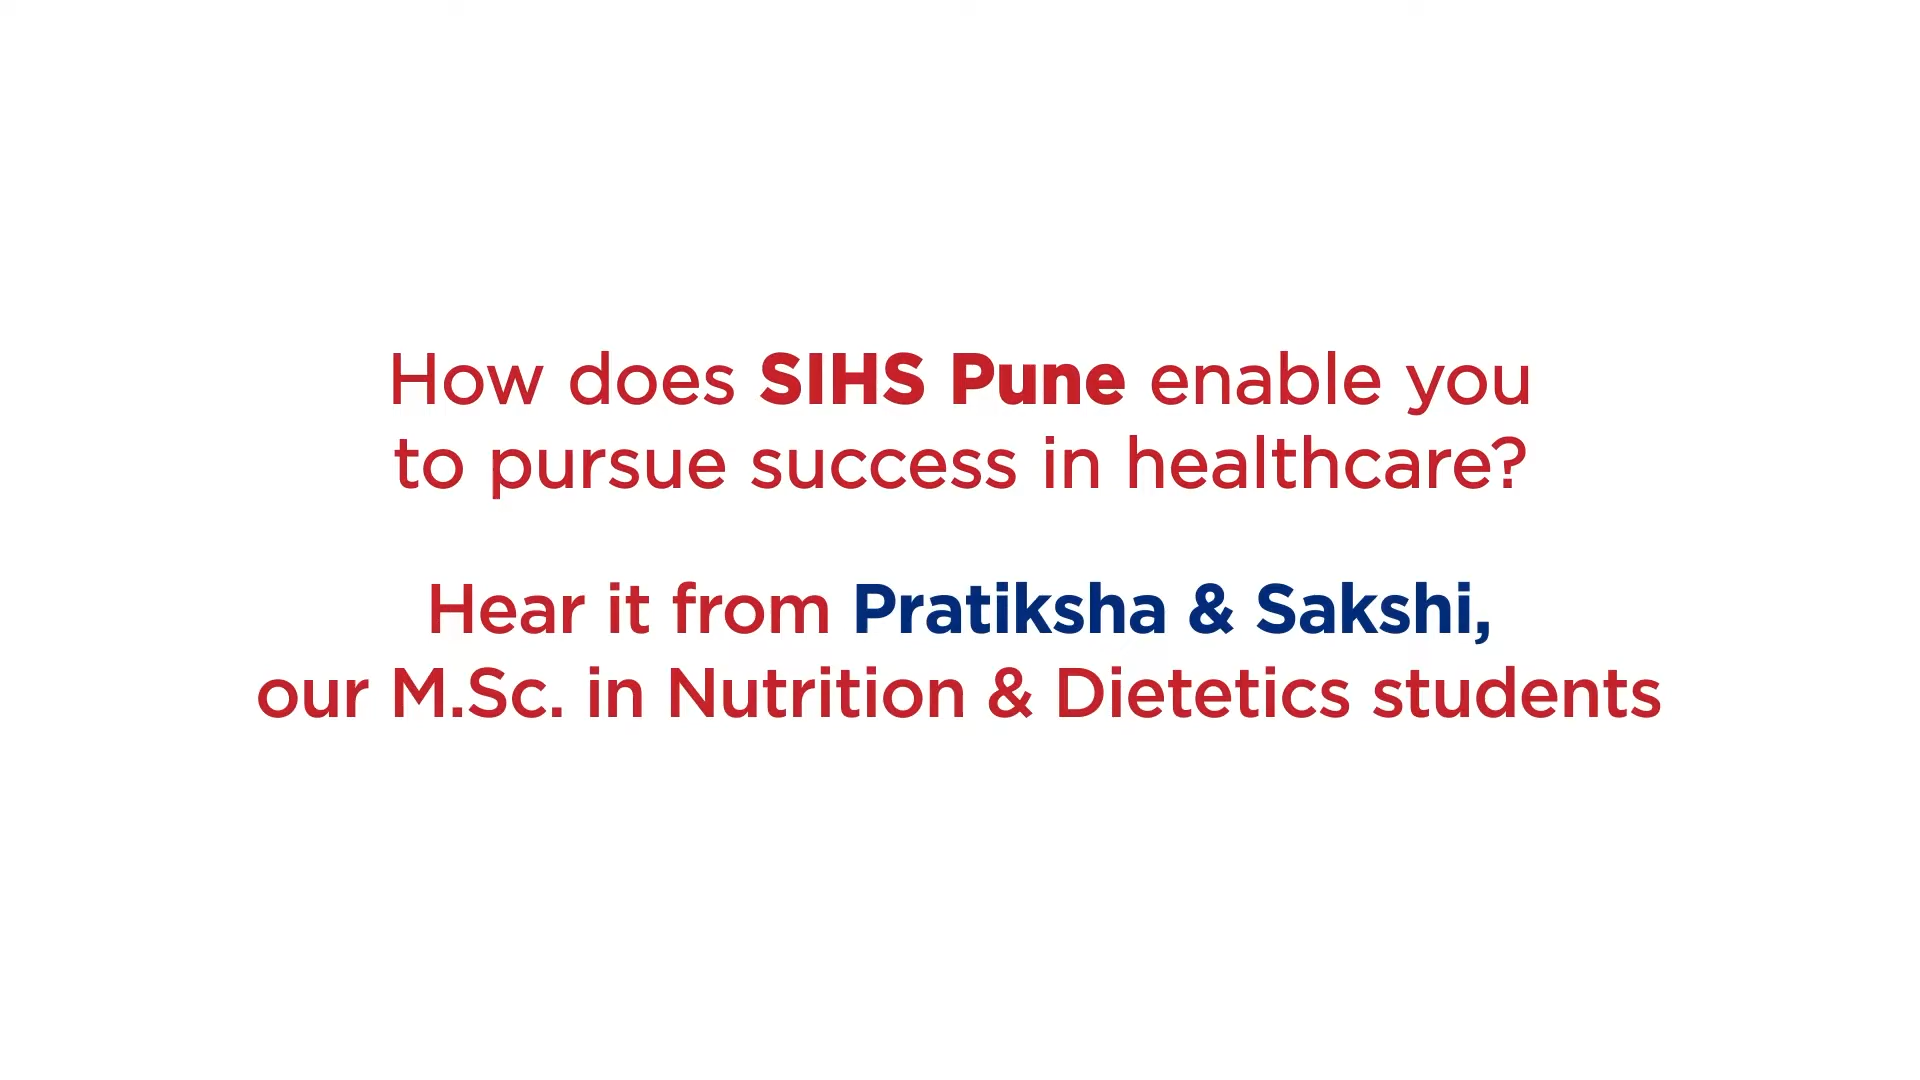 How does SIHS Pune enable you
to pursue success in healthcare?
Hear it from Pratiksha & Sakshi,
our M.Sc. in Nutrition & Dietetics students